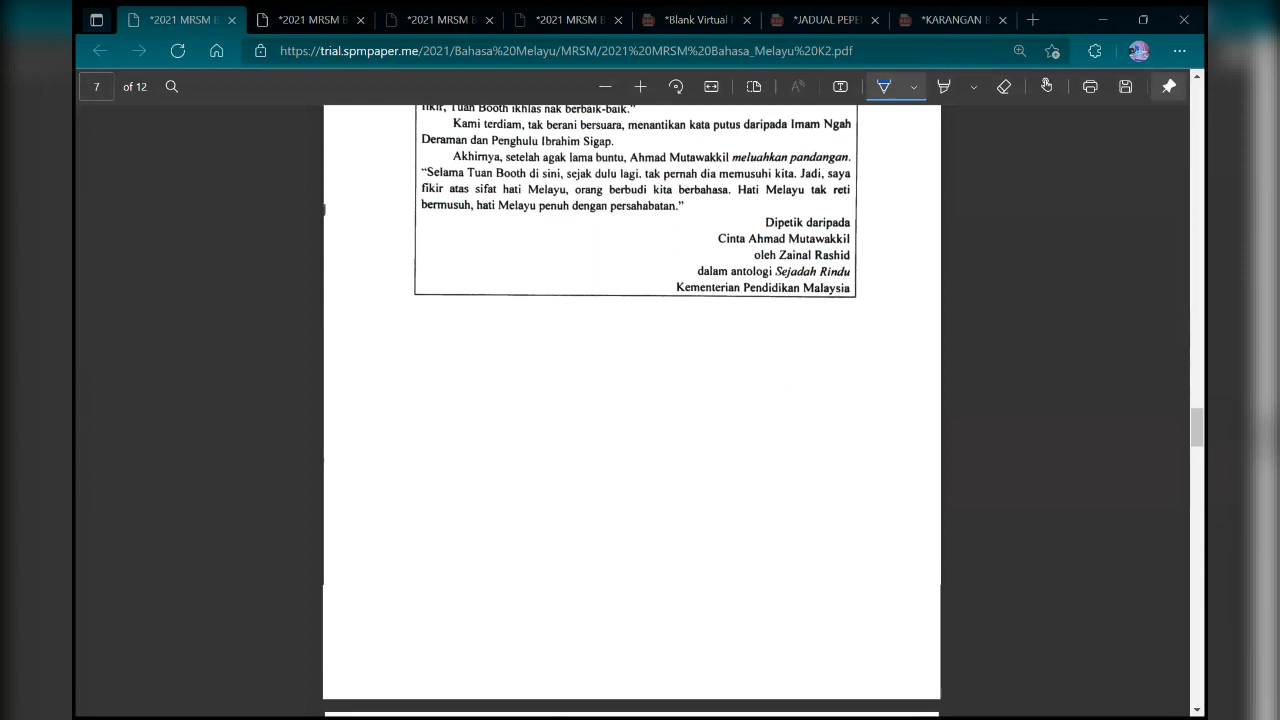 *2021 MRSM B
*2021 MRSM B
*2021 MRSM B
*2021 MRSM B
*Blank Virtual P
*JADUAL PEPE
*KARANGAN B
https://trial.spmpaper.me/2021/Bahasa%20Melayu/MRSM/2021%20MRSM%20Bahasa_Melayu%20K2.pdf
7 of 12
fikir, Tuan Booth ikhlas nak berbaik-baik."
Kami terdiam, tak berani bersuara, menantikan kata putus daripada Imam Ngah
Deraman dan Penghulu Ibrahim Sigap.
Akhirnya, setelah agak lama buntu, Ahmad Mutawakkil meluahkan pandangan.
"Selama Tuan Booth di sini, sejak dulu lagi, tak pernah dia memusuhi kita. Jadi, saya
fikir atas sifat hati Melayu, orang berbudi kita berbahasa. Hati Melayu tak reti
bermusuh, hati Melayu penuh dengan persahabatan."
Dipetik daripada
Cinta Ahmad Mutawakkil
oleh Zainal Rashid
dalam antologi Sejadah Rindu
Kementerian Pendidikan Malaysia